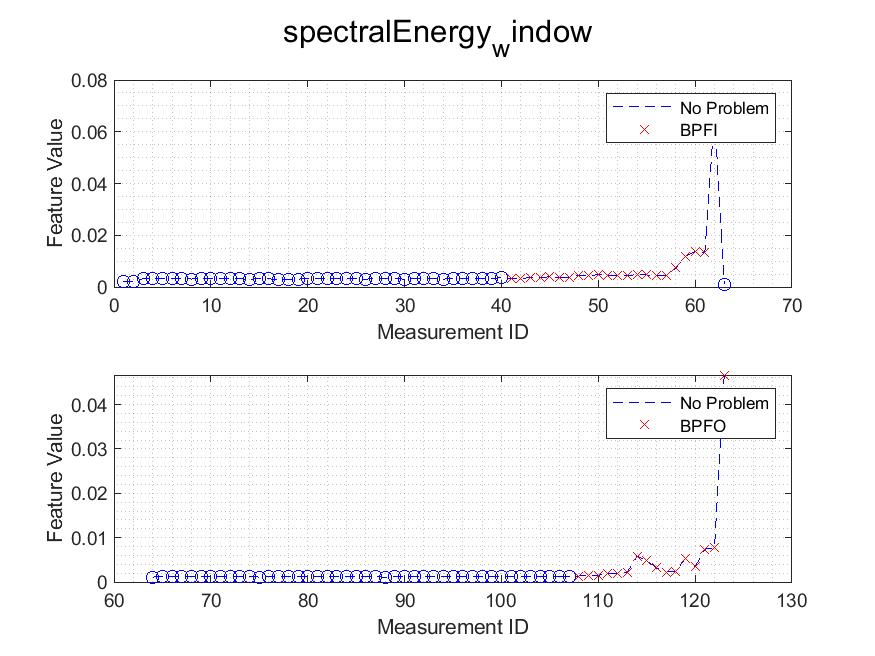 spectralEnergy_window
0.08
0.06
0.04
0.02
0
Feature Value
No Problem
BPFI
0 10 20 30 40 50 60 70
Measurement ID
0.04
0.03
0.02
0.01
0
Feature Value
No Problem
BPFO
60 70 80 90 100 110 120 130
Measurement ID